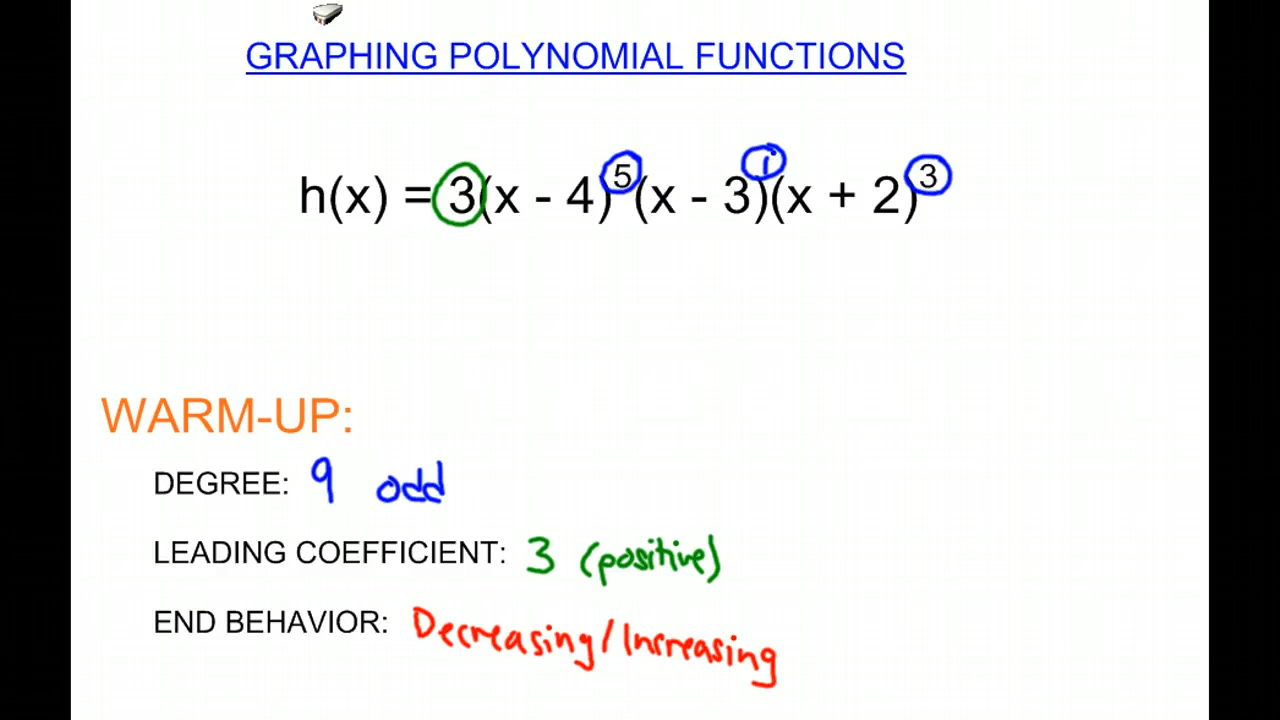 GRAPHING POLYNOMIAL FUNCTIONS
h(x) = 3(x - 4)⁵(x - 3)¹(x + 2)³
WARM-UP:
DEGREE: 9 odd
LEADING COEFFICIENT: 3 (positive)
END BEHAVIOR: Decreasing/Increasing